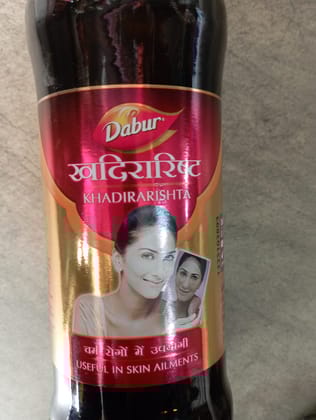 Dabur
खदिरारिष्ट
KHADIRARISHTA
चर्म रोगों में उपयोगी
USEFUL IN SKIN AILMENTS